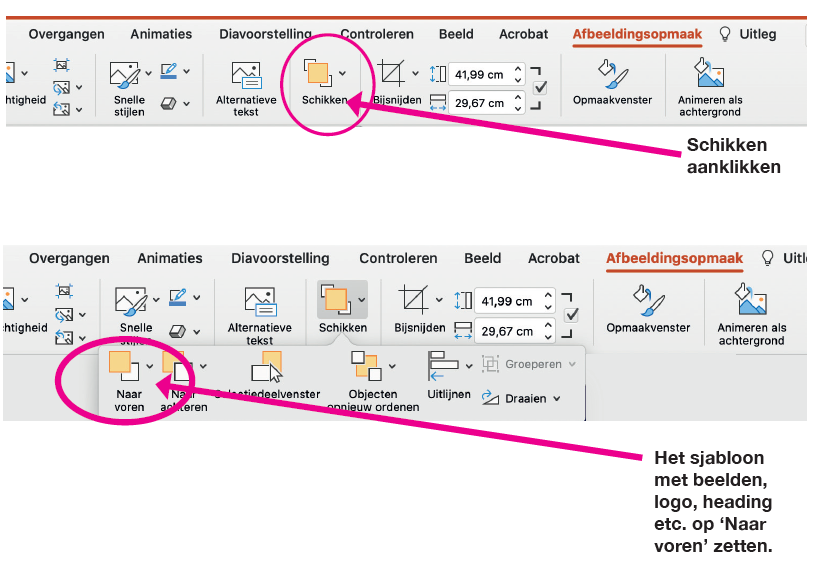 Overgangen Animaties Diavoorstelling Controleren Beeld Acrobat Afbeeldingsopmaak Uitleg
41,99 cm
29,67 cm
htigheid Snelle Alternatieve Schikken Bijsnijden Opmaakvenster Animeren als
stijlen tekst achtergrond
Schikken
aanklikken
Overgangen Animaties Diavoorstelling Controleren Beeld Acrobat Afbeeldingsopmaak Uitl
41,99 cm
29,67 cm
chtigheid Snelle Alternatieve Schikken Bijsnijden Opmaakvenster Animeren als
stijlen tekst achtergrond
Groeperen
Draaien
Naar Naar Selectiedeelvenster Objecten Uitlijnen
voren achteren opnieuw ordenen
Het sjabloon
met beelden,
logo, heading
etc. op ‘Naar
voren’ zetten.